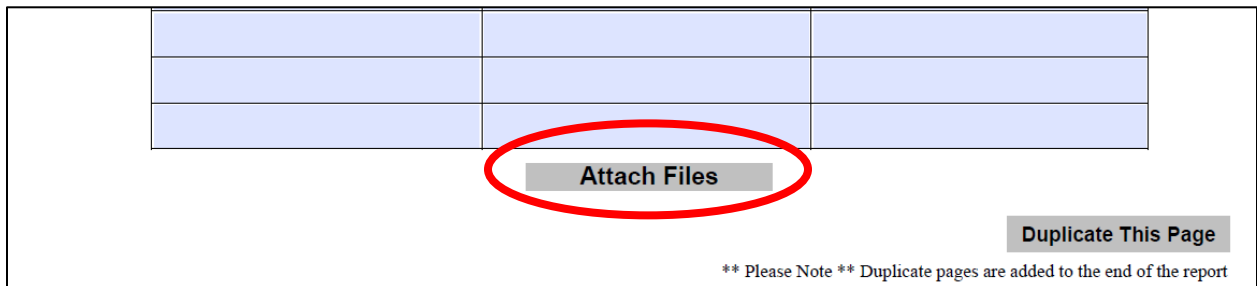 Attach Files
Duplicate This Page
** Please Note ** Duplicate pages are added to the end of the report